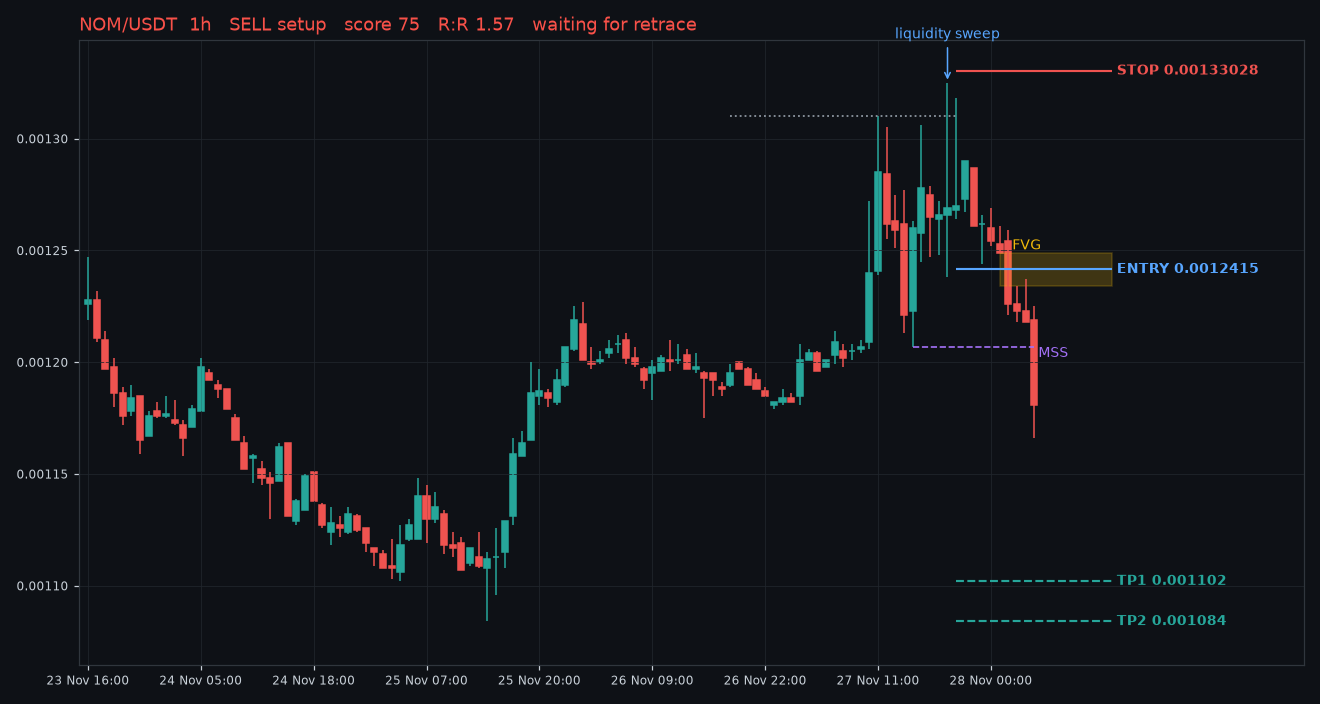 NOM/USDT 1h SELL setup score 75 R:R 1.57 waiting for retrace
liquidity sweep
STOP 0.00133028
0.00130
0.00125
FVG
ENTRY 0.0012415
0.00120
MSS
0.00115
0.00110
TP1 0.001102
TP2 0.001084
23 Nov 16:00 24 Nov 05:00 24 Nov 18:00 25 Nov 07:00 25 Nov 20:00 26 Nov 09:00 26 Nov 22:00 27 Nov 11:00 28 Nov 00:00